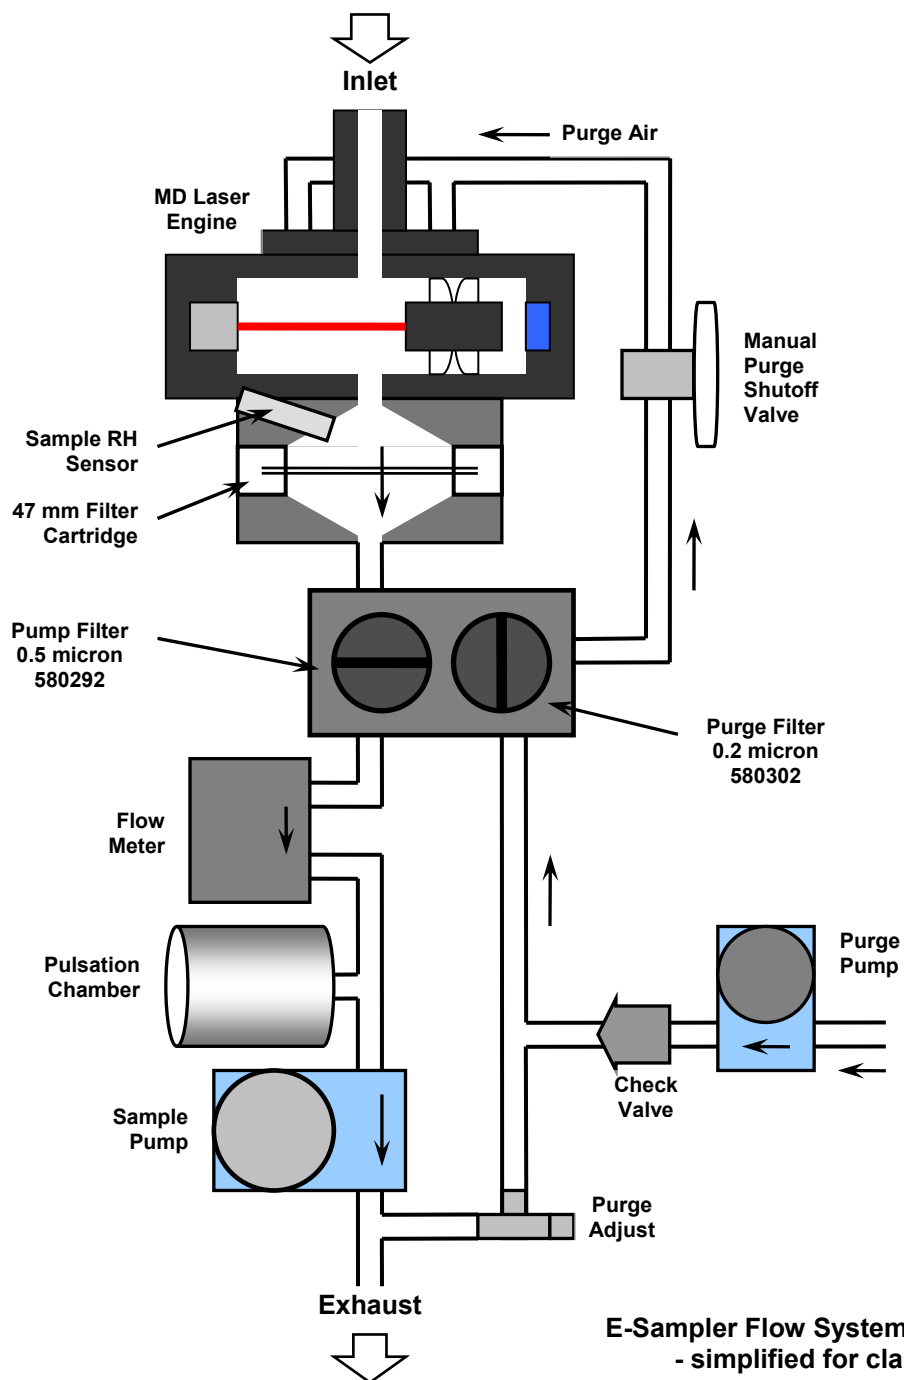 Inlet
Purge Air
MD Laser
Engine
Manual
Purge
Shutoff
Valve
Sample RH
Sensor
47 mm Filter
Cartridge
Pump Filter
0.5 micron
580292
Purge Filter
0.2 micron
580302
Flow
Meter
Purge
Pump
Pulsation
Chamber
Check
Valve
Sample
Pump
Purge
Adjust
Exhaust
E-Sampler Flow System
- simplified for cla